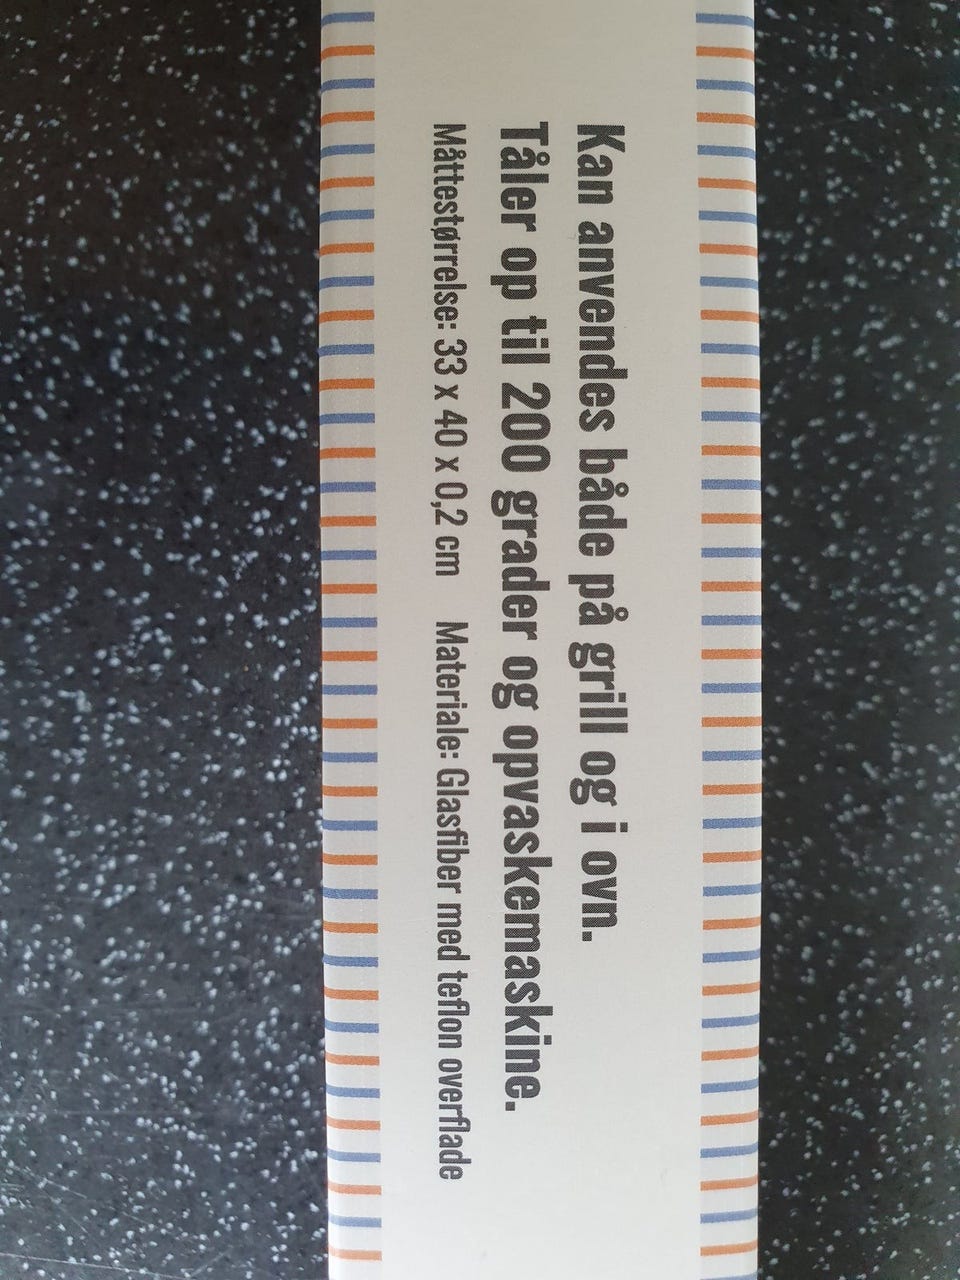 Kan anvendes både på grill og i ovn.
Tåler op til 200 grader og opvaskemaskine.
Måttestørrelse: 33 x 40 x 0,2 cm Materiale: Glasfiber med teflon overflade